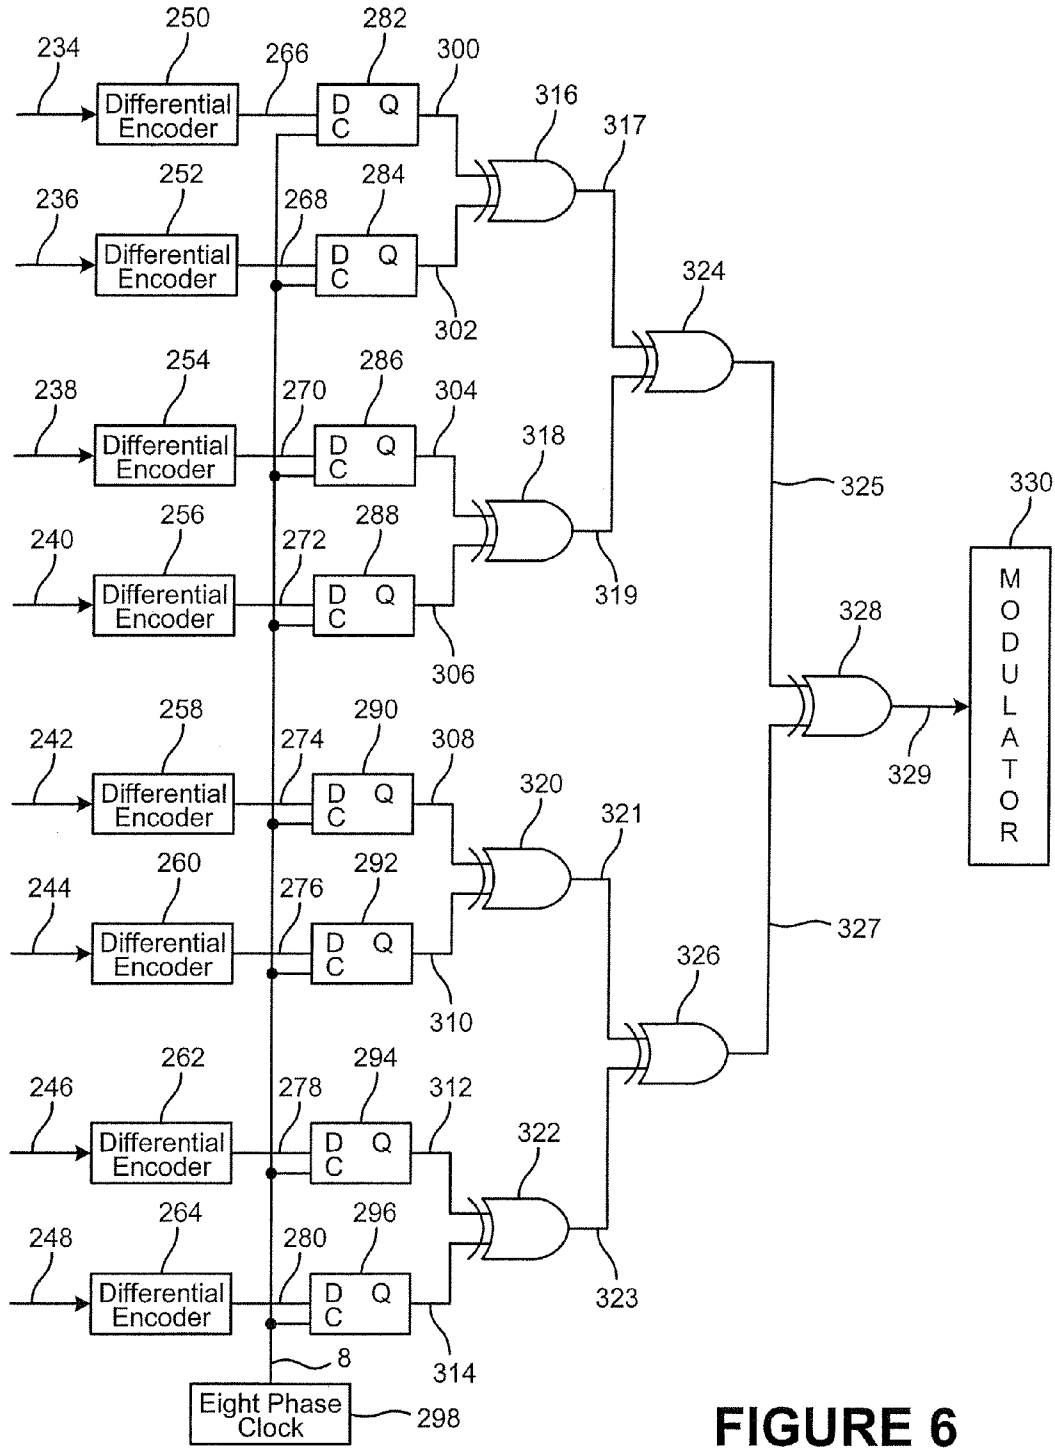 250
282
234
266
300
Differential
Encoder
D Q
C
316
317
252
284
236
268
Differential
Encoder
D Q
C
302
324
254
286
238
270
304
Differential
Encoder
D Q
C
318
325
330
256
288
240
272
319
Differential
Encoder
D Q
C
306
MODULATOR
328
329
258
290
242
274
308
Differential
Encoder
D Q
C
320
321
260
292
244
276
Differential
Encoder
D Q
C
310
327
326
262
294
246
278
312
Differential
Encoder
D Q
C
322
264
296
248
280
323
Differential
Encoder
D Q
C
314
8
Eight Phase
Clock
298
FIGURE 6